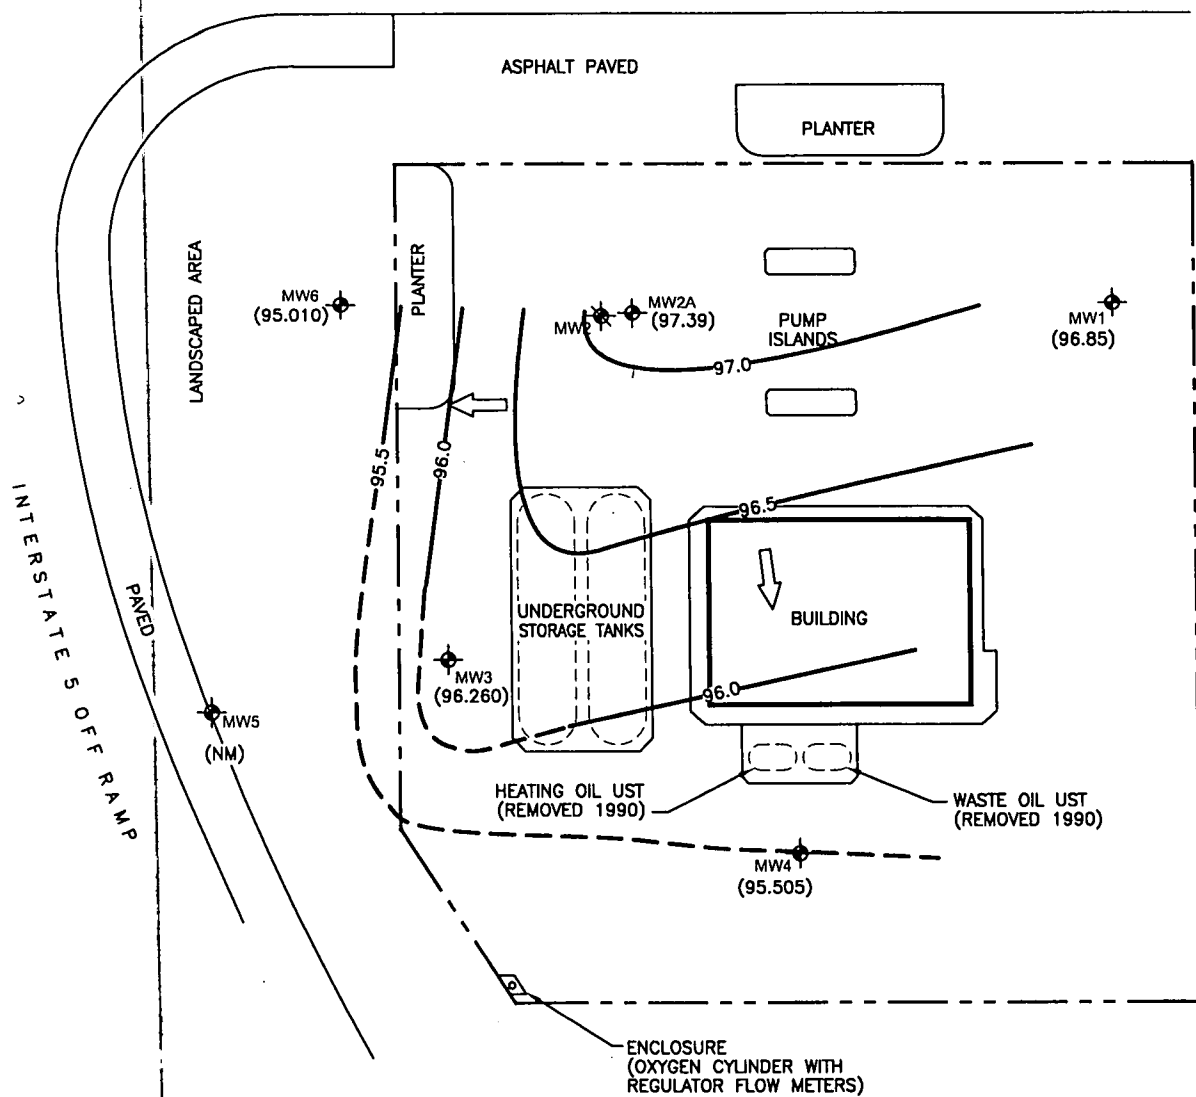 ASPHALT PAVED
PLANTER
LANDSCAPED AREA
PLANTER
MW6
(95.010)
MW2
MW2A
(97.39)
PUMP
ISLANDS
MW1
(96.85)
97.0
95.5
96.0
96.5
INTERSTATE 5 OFF RAMP
PAVED
UNDERGROUND
STORAGE TANKS
BUILDING
MW3
(96.260)
96.0
MW5
(NM)
HEATING OIL UST
(REMOVED 1990)
WASTE OIL UST
(REMOVED 1990)
MW4
(95.505)
ENCLOSURE
(OXYGEN CYLINDER WITH
REGULATOR FLOW METERS)